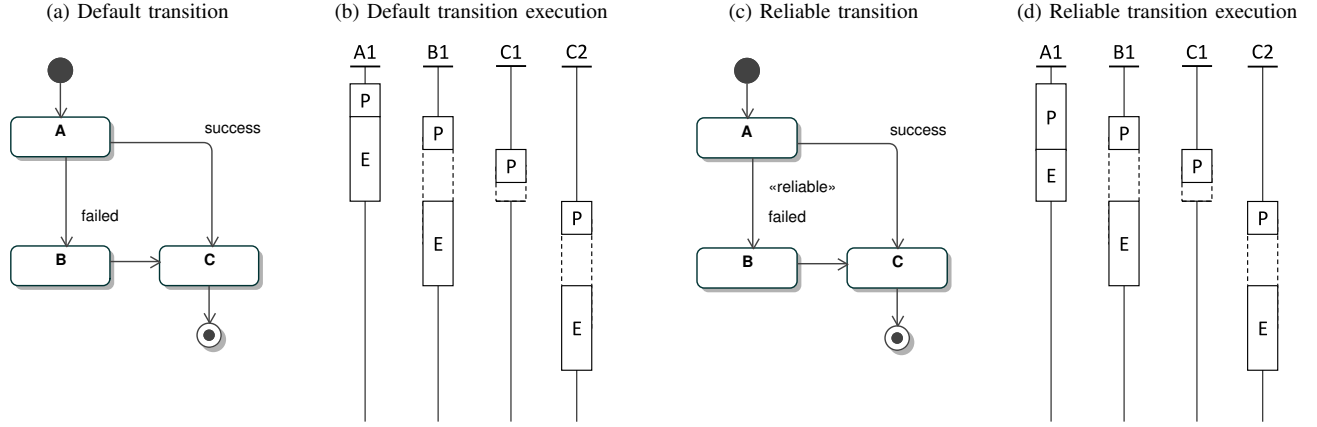 (a) Default transition
(b) Default transition execution
(c) Reliable transition
(d) Reliable transition execution
A
success
failed
B
C
A1
B1
C1
C2
P
P
E
P
P
E
E
A
success
«reliable»
failed
B
C
A1
B1
C1
C2
P
P
P
E
P
E
E